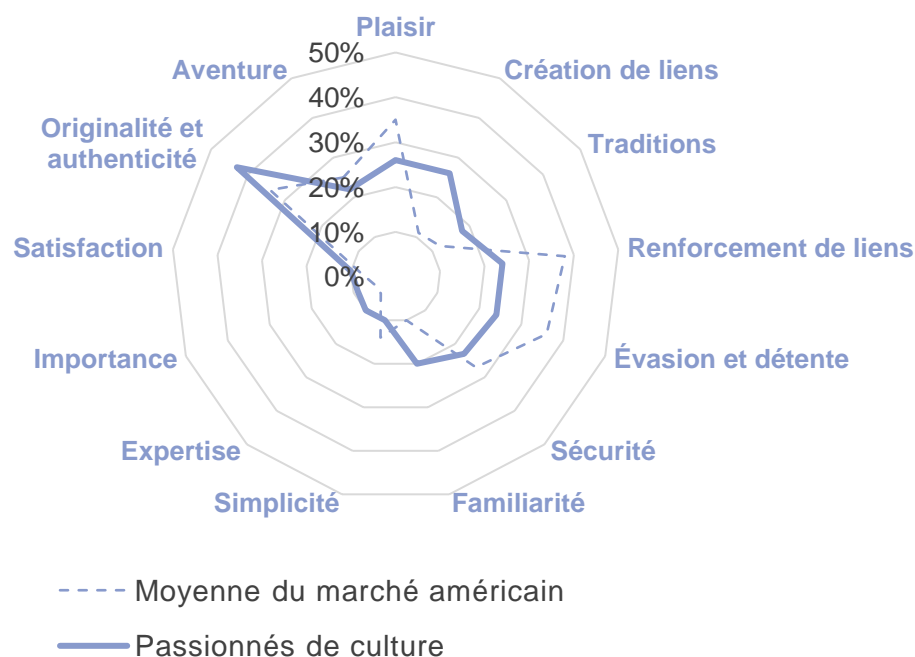 Plaisir
50%
Aventure
Création de liens
40%
Originalité et
authenticité
30%
Traditions
20%
10%
Satisfaction
Renforcement de liens
0%
Importance
Évasion et détente
Expertise
Sécurité
Simplicité
Familiarité
Moyenne du marché américain
Passionnés de culture